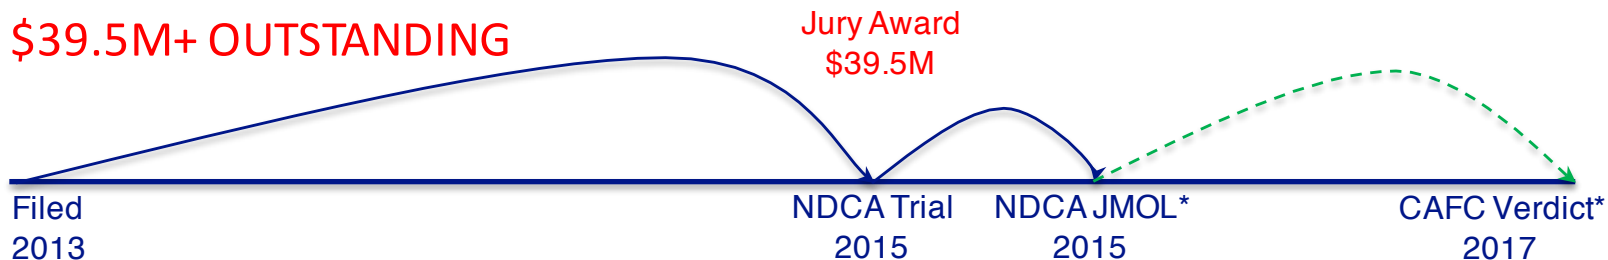 $39.5M+ OUTSTANDING
Jury Award
$39.5M
Filed
2013
NDCA Trial
2015
NDCA JMOL*
2015
CAFC Verdict*
2017